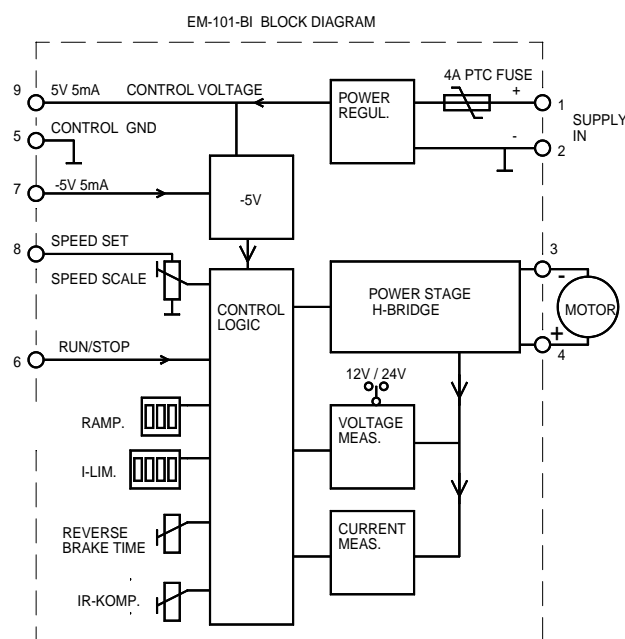 EM-101-BI BLOCK DIAGRAM
9 5V 5mA CONTROL VOLTAGE
4A PTC FUSE
POWER
REGUL.
+ 1
SUPPLY
IN
- 2
5 CONTROL GND
7 -5V 5mA
-5V
8 SPEED SET
SPEED SCALE
CONTROL
LOGIC
POWER STAGE
H-BRIDGE
3
-
MOTOR
+
4
6 RUN/STOP
12V / 24V
RAMP.
VOLTAGE
MEAS.
I-LIM.
REVERSE
BRAKE TIME
CURRENT
MEAS.
IR-KOMP.